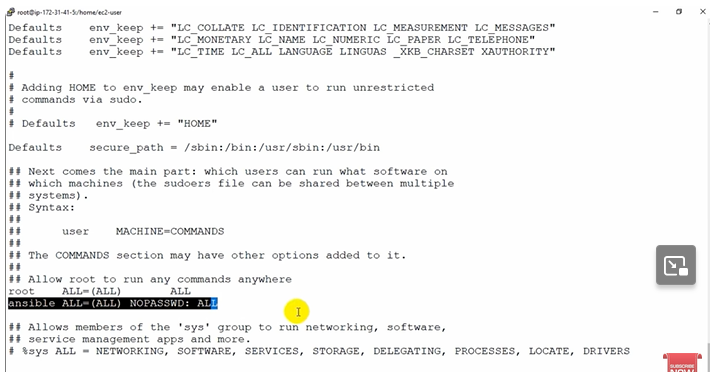 root@ip-172-31-41-5:/home/ec2-user
Defaults    env_keep += "LC_COLLATE LC_IDENTIFICATION LC_MEASUREMENT LC_MESSAGES"
Defaults    env_keep += "LC_MONETARY LC_NAME LC_NUMERIC LC_PAPER LC_TELEPHONE"
Defaults    env_keep += "LC_TIME LC_ALL LANGUAGE LINGUAS _XKB_CHARSET XAUTHORITY"
#
# Adding HOME to env_keep may enable a user to run unrestricted
# commands via sudo.
#
# Defaults   env_keep += "HOME"
Defaults    secure_path = /sbin:/bin:/usr/sbin:/usr/bin
## Next comes the main part: which users can run what software on
## which machines (the sudoers file can be shared between multiple
## systems).
## Syntax:
##
##      user    MACHINE=COMMANDS
##
## The COMMANDS section may have other options added to it.
##
## Allow root to run any commands anywhere
root    ALL=(ALL)       ALL
ansible ALL=(ALL) NOPASSWD: ALL
## Allows members of the 'sys' group to run networking, software,
## service management apps and more.
# %sys ALL = NETWORKING, SOFTWARE, SERVICES, STORAGE, DELEGATING, PROCESSES, LOCATE, DRIVERS
SUBSCRIBE
NOW